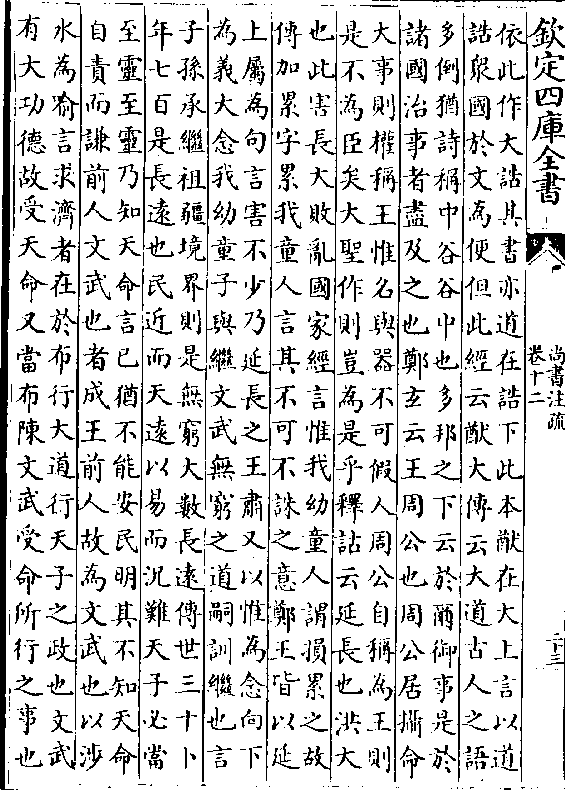 欽定四庫全書
尚書注疏
卷十二
二十三
依此作大誥其書亦道在誥下此本猷在大上言以道
誥衆國於文為便但此經云猷大傳云大道古人之語
多倒猶詩稱中谷谷中也多邦之下云於爾御事是於
諸國治事者盡及之也鄭玄云王周公也周公居攝命
大事則權稱王惟名與器不可假人周公自稱為王則
是不為臣矣大聖作則豈為是乎釋詁云延長也洪大
也此害長大敗亂國家經言惟我幼童人謂損累之故
傳加累字累我童人言其不可不誅之意鄭王皆以延
上屬為句言害不少乃延長之王肅又以惟為念向下
為義大念我幼童子與繼文武無窮之道嗣訓繼也言
子孫承繼祖疆境界則是無窮大數長遠傳世三十卜
年七百是長遠也民近而天遠以易而況難天子必當
至靈至靈乃知天命言已猶不能安民明其不知天命
自責而謙前人文武也者成王前人故為文武也以涉
水為喻言求濟者在於布行大道行天子之政也文武
有大功德故受天命又當布陳文武受命所行之事也